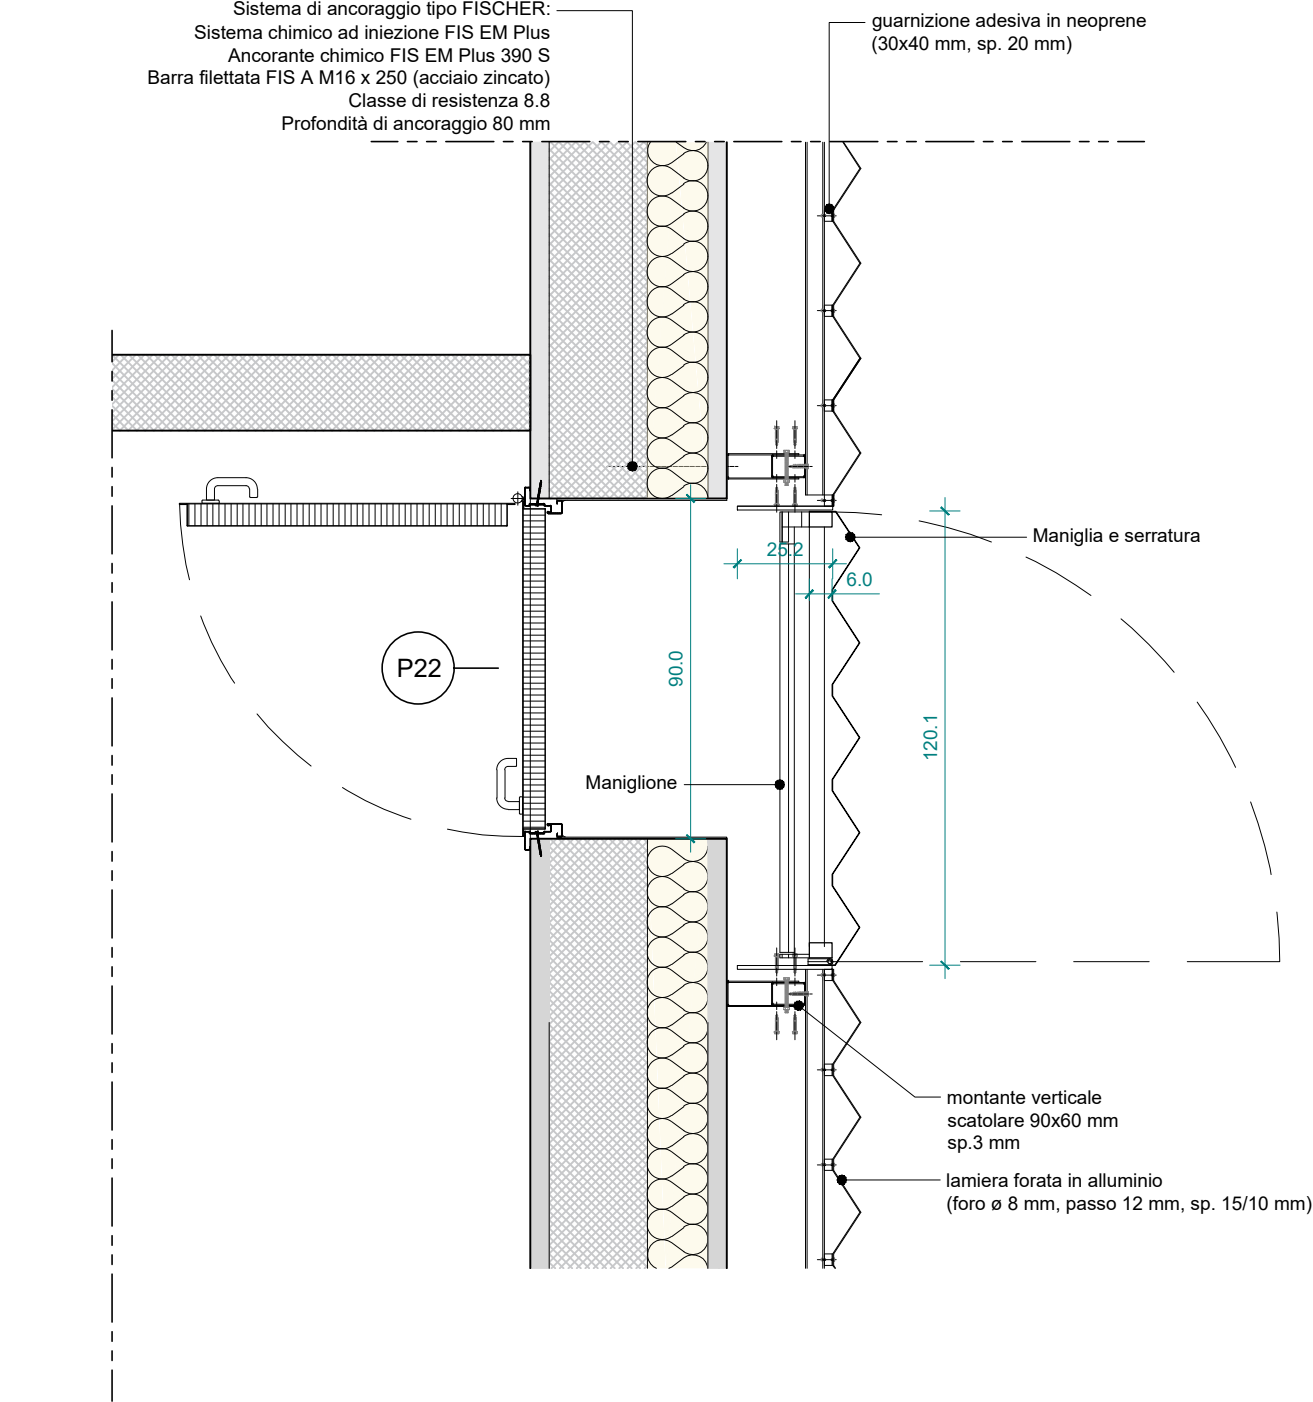 Sistema di ancoraggio tipo FISCHER:
Sistema chimico ad iniezione FIS EM Plus
Ancorante chimico FIS EM Plus 390 S
Barra filettata FIS A M16 x 250 (acciaio zincato)
Classe di resistenza 8.8
Profondità di ancoraggio 80 mm
guarnizione adesiva in neoprene
(30x40 mm, sp. 20 mm)
Maniglia e serratura
25.2
6.0
P22
90.0
120.1
Maniglione
montante verticale
scatolare 90x60 mm
sp.3 mm
lamiera forata in alluminio
(foro ø 8 mm, passo 12 mm, sp. 15/10 mm)